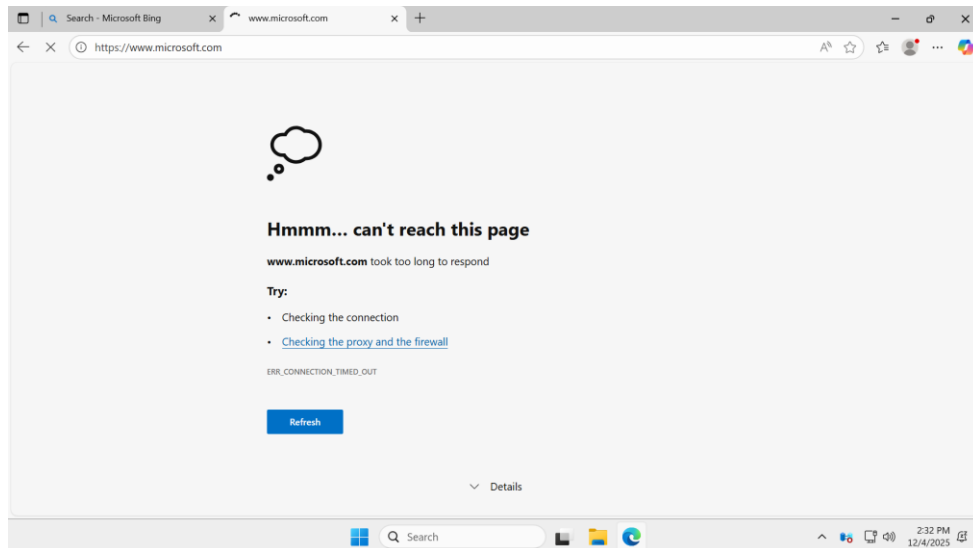 Search - Microsoft Bing
www.microsoft.com
https://www.microsoft.com
Hmmm... can't reach this page
www.microsoft.com took too long to respond
Try:
• Checking the connection
• Checking the proxy and the firewall
ERR_CONNECTION_TIMED_OUT
Refresh
Details
Search
2:32 PM
12/4/2025